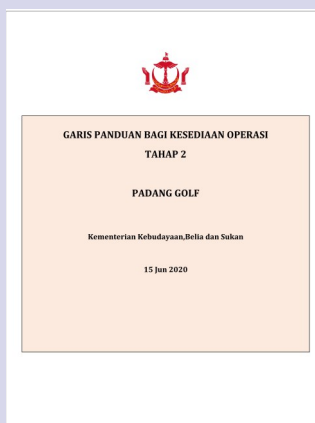 GARIS PANDUAN BAGI KESEDIAAN OPERASI
TAHAP 2
PADANG GOLF
Kementerian Kebudayaan,Belia dan Sukan
15 Jun 2020